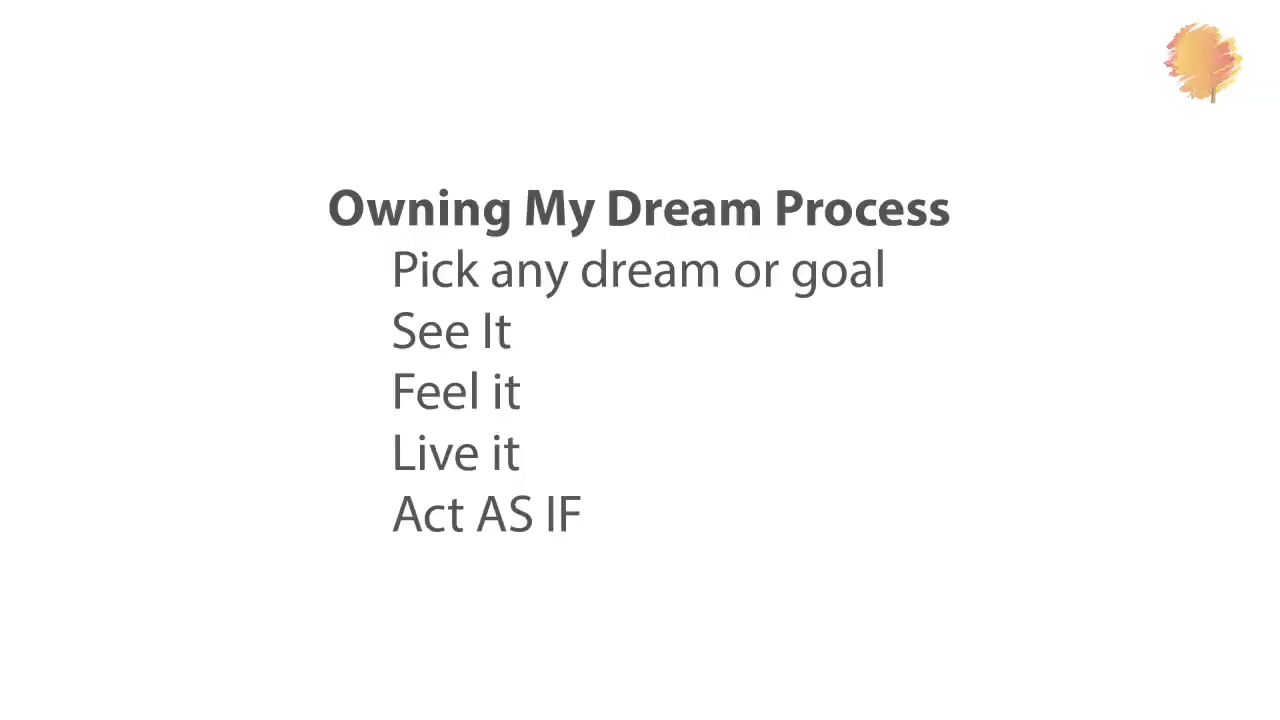 Owning My Dream Process
Pick any dream or goal
See It
Feel it
Live it
Act AS IF